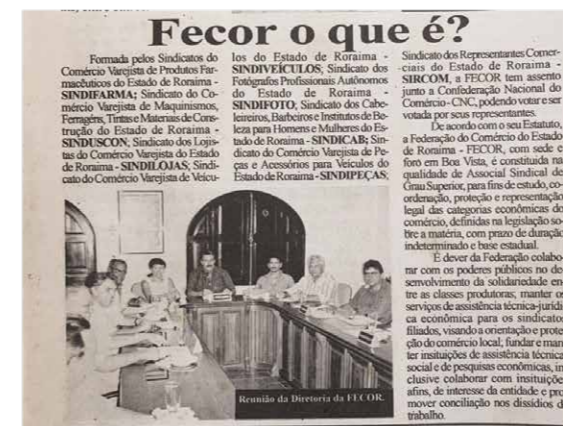 Fecor o que é?
Formada pelos Sindicatos do
Comércio Varejista de Produtos Far-
macêuticos do Estado de Roraima -
SINDIFARMA; Sindicato do Co-
mércio Varejista de Maquinismos,
Ferragéns, Tintas e Materiais de Cons-
trução do Estado de Roraima -
SINDUSCON; Sindicato dos Lojis-
tas do Comércio Varejista do Estado
de Roraima - SINDILOJAS; Sindi-
cato do Comércio Varejista de Veícu-
los do Estado de Roraima -
SINDIVEÍCULOS; Sindicato dos
Fotógrafos Profissionais Autônomos
do Estado de Roraima -
SINDIFOTO; Sindicato dos Cabe-
leireiros, Barbeiros e Institutos de Be-
leza para Homens e Mulheres do Es-
tado de Roraima - SINDICAB; Sin-
dicato do Comércio Varejista de Pe-
ças e Acessórios para Veículos do
Estado de Roraima - SINDIPEÇAS;
Sindicato dos Representantes Comer-
ciais do Estado de Roraima -
SIRCOM, a FECOR tem assento
junto a Confederação Nacional do
Comércio - CNC, podendo votar e ser
votada por seus representantes.
De acordo com o seu Estatuto,
a Federação do Comércio do Estado
de Roraima - FECOR, com sede e
foro em Boa Vista, é constituida na
qualidade de Associal Sindical de
Grau Superior, para fins de estudo, co-
ordenação, proteção e representação
legal das categorias econômicas do
comércio, definidas na legislação so-
bre a matéria, com prazo de duração
indeterminado e base estadual.
É dever da Federação colabo-
rar com os poderes públicos no de
senvolvimento da solidariedade en
tre as classes produtoras; manter os
serviços de assistência técnica-jurídi
ca econômica para os sindicatos
filiados, visando a orientação e prote
ção do comércio local; fundar e man
ter insituições de assistência técnica
social e de pesquisas econômicas, in
clusive colaborar com insituiçõe
afins, de interesse da entidade e pro
mover conciliação nos dissídios d
trabalho.
Reunião da Diretoria da FECOR.